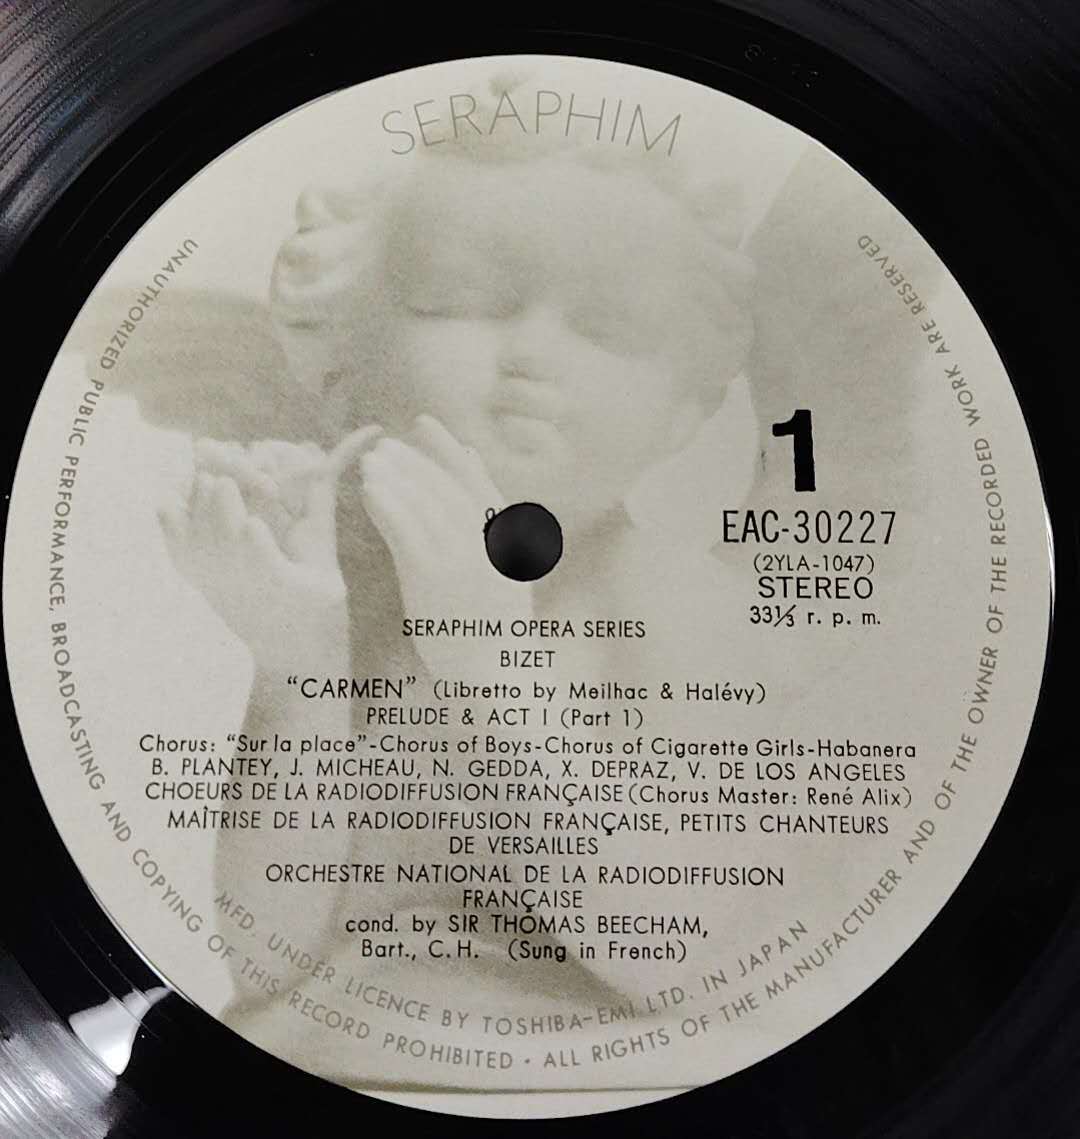 SERAPHIM
1
EAC-30227
(2YLA-1047)
STEREO
33⅓ r. p. m.
SERAPHIM OPERA SERIES
BIZET
“CARMEN” (Libretto by Meilhac & Halévy)
PRELUDE & ACT I (Part 1)
Chorus: “Sur la place”-Chorus of Boys-Chorus of Cigarette Girls-Habanera
B. PLANTEY, J. MICHEAU, N. GEDDA, X. DEPRAZ, V. DE LOS ANGELES
CHOEURS DE LA RADIODIFFUSION FRANÇAISE (Chorus Master: René Alix)
MAÎTRISE DE LA RADIODIFFUSION FRANÇAISE, PETITS CHANTEURS
DE VERSAILLES
ORCHESTRE NATIONAL DE LA RADIODIFFUSION
FRANÇAISE
cond. by SIR THOMAS BEECHAM,
Bart., C. H. (Sung in French)
MFD. UNDER LICENCE BY TOSHIBA-EMI LTD. IN JAPAN
UNAUTHORIZED PUBLIC PERFORMANCE, BROADCASTING AND COPYING OF THIS RECORD PROHIBITED · ALL RIGHTS OF THE MANUFACTURER AND OF THE OWNER OF THE RECORDED WORK ARE RESERVED